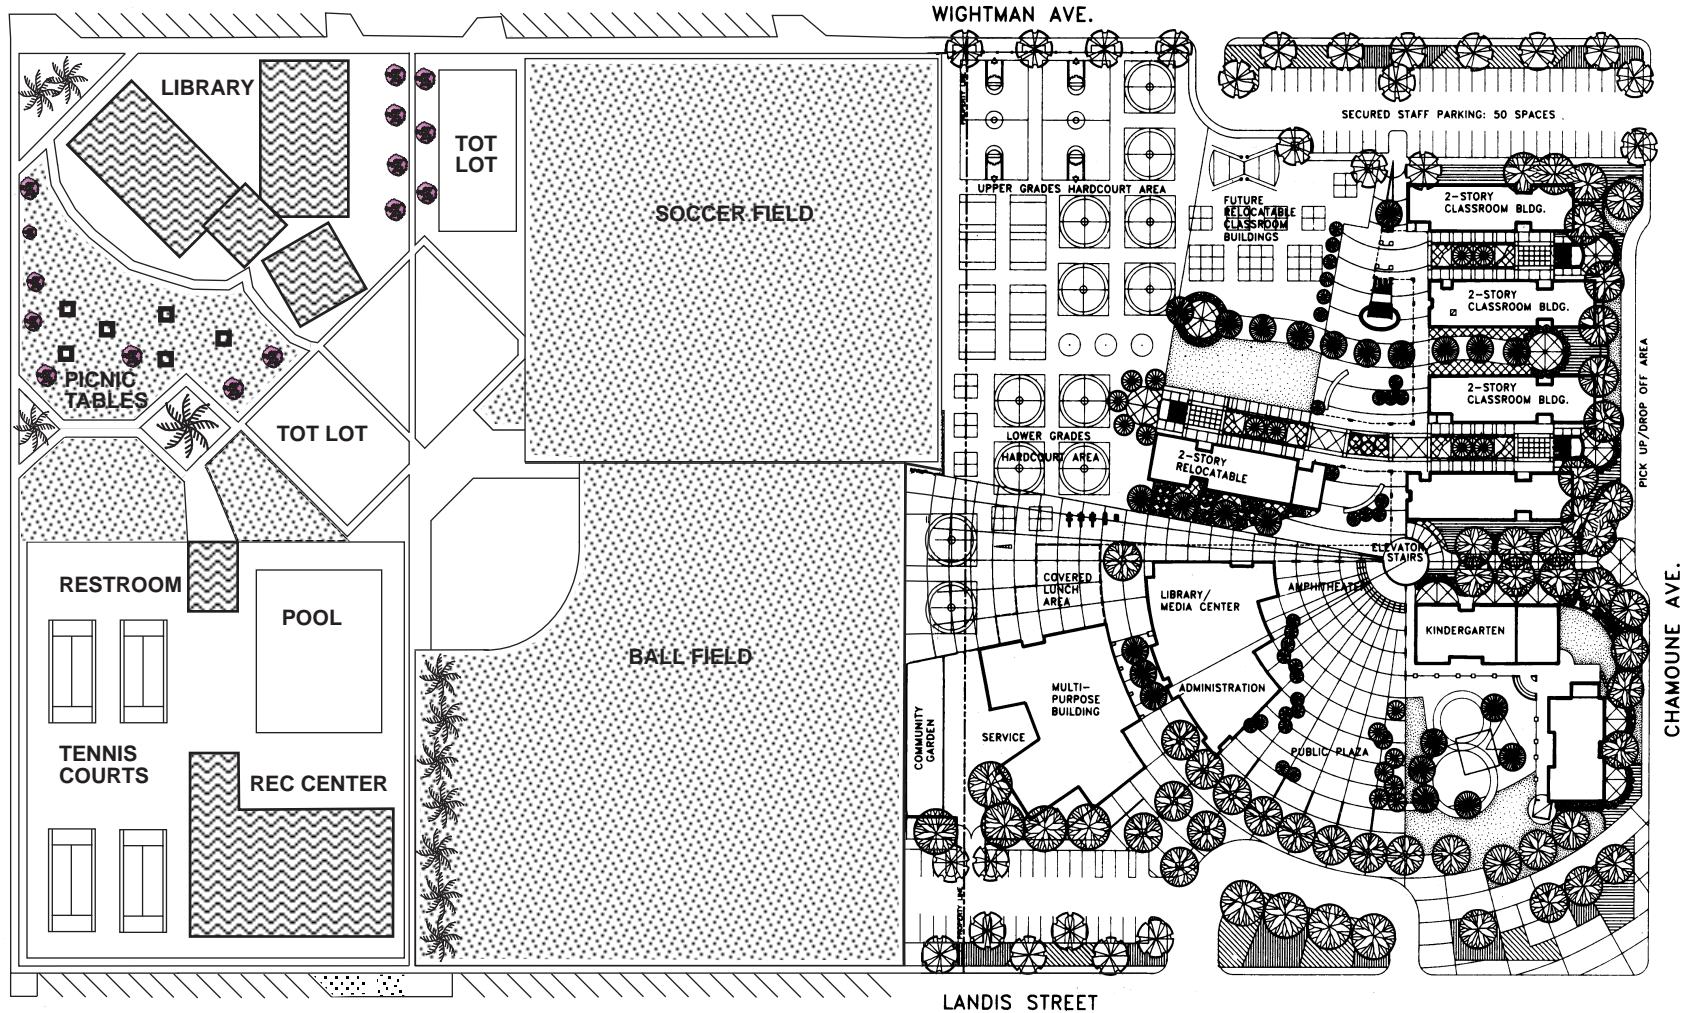 WIGHTMAN AVE.
LIBRARY
TOT
LOT
SOCCER FIELD
PROPERTY LINE
UPPER GRADES HARDCOURT AREA
SECURED STAFF PARKING: 50 SPACES
2-STORY
CLASSROOM BLDG.
FUTURE
RELOCATABLE
CLASSROOM
BUILDINGS
2-STORY
CLASSROOM BLDG.
PICK UP/DROP OFF AREA
PICNIC
TABLES
TOT LOT
2-STORY
CLASSROOM BLDG.
LOWER GRADES
HARDCOURT AREA
2-STORY
RELOCATABLE
ELEVATOR/
STAIRS
RESTROOM
POOL
COVERED
LUNCH
AREA
LIBRARY/
MEDIA CENTER
AMPHITHEATER
KINDERGARTEN
CHAMOUNE AVE.
BALL FIELD
MULTI-
PURPOSE
BUILDING
ADMINISTRATION
COMMUNITY
GARDEN
SERVICE
PUBLIC PLAZA
TENNIS
COURTS
REC CENTER
PROPERTY LINE
LANDIS STREET